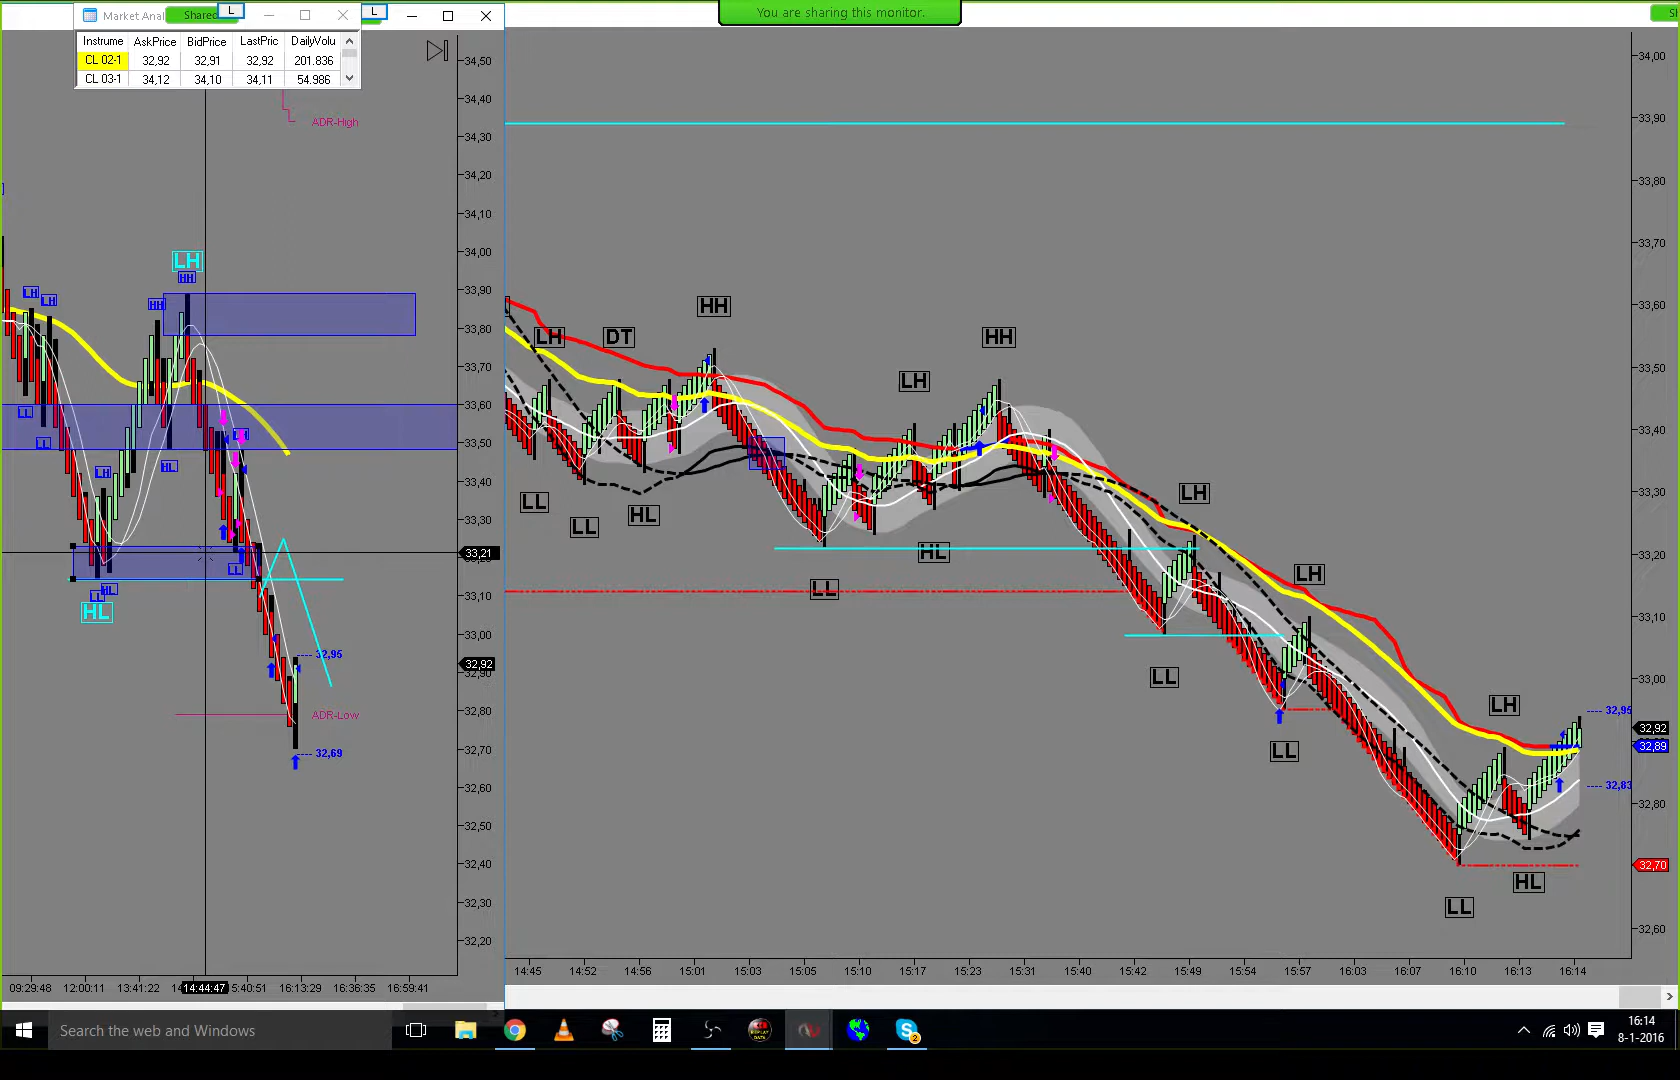 Market Anal
Shared
L
L
You are sharing this monitor.
Instrume AskPrice BidPrice LastPric DailyVolu
CL 02-1 32,92 32,91 32,92 201.836
CL 03-1 34,12 34,10 34,11 54.986
34,50
34,40
34,30
34,20
34,10
34,00
33,90
33,80
33,70
33,60
33,50
33,40
33,30
33,21
33,10
33,00
32,92
32,90
32,80
32,70
32,60
32,50
32,40
32,30
32,20
ADR-High
LH
HH
LH
LH
HH
LL
LL
LH
HL
LL
HL
LL
HL
32,95
ADR-Low
32,69
09:29:48 12:00:11 13:41:22 14:44:47 5:40:51 16:13:29 16:36:35 16:59:41
LH
DT
HH
LH
HH
LL
LL
HL
HL
LL
LH
LL
LH
LL
LH
HL
LL
34,00
33,90
33,80
33,70
33,60
33,50
33,40
33,30
33,20
33,10
33,00
32,95
32,92
32,89
32,83
32,80
32,70
32,60
14:45 14:52 14:56 15:01 15:03 15:05 15:10 15:17 15:23 15:31 15:40 15:42 15:49 15:54 15:57 16:03 16:07 16:10 16:13 16:14
Search the web and Windows
2
16:14
8-1-2016